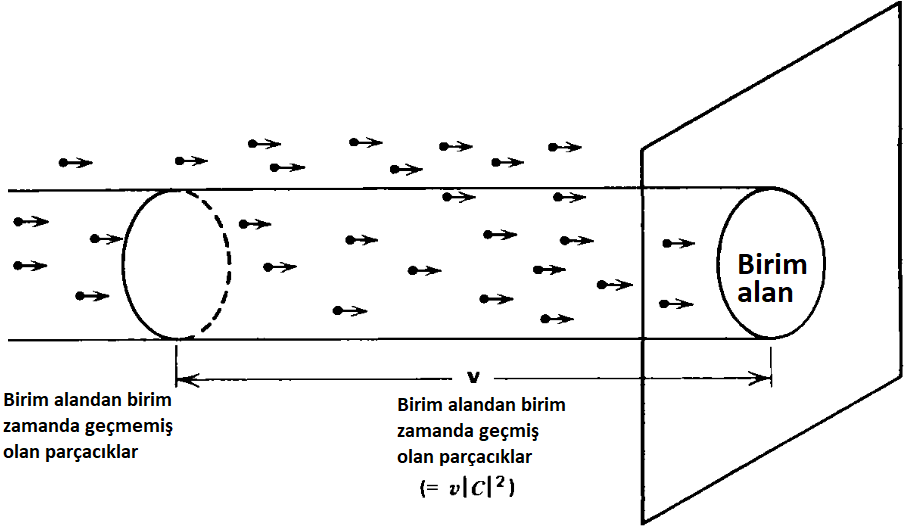 Birim
alan
v
Birim alandan birim
zamanda geçmemiş
olan parçacıklar
Birim alandan birim
zamanda geçmiş
olan parçacıklar
(= v|C|²)